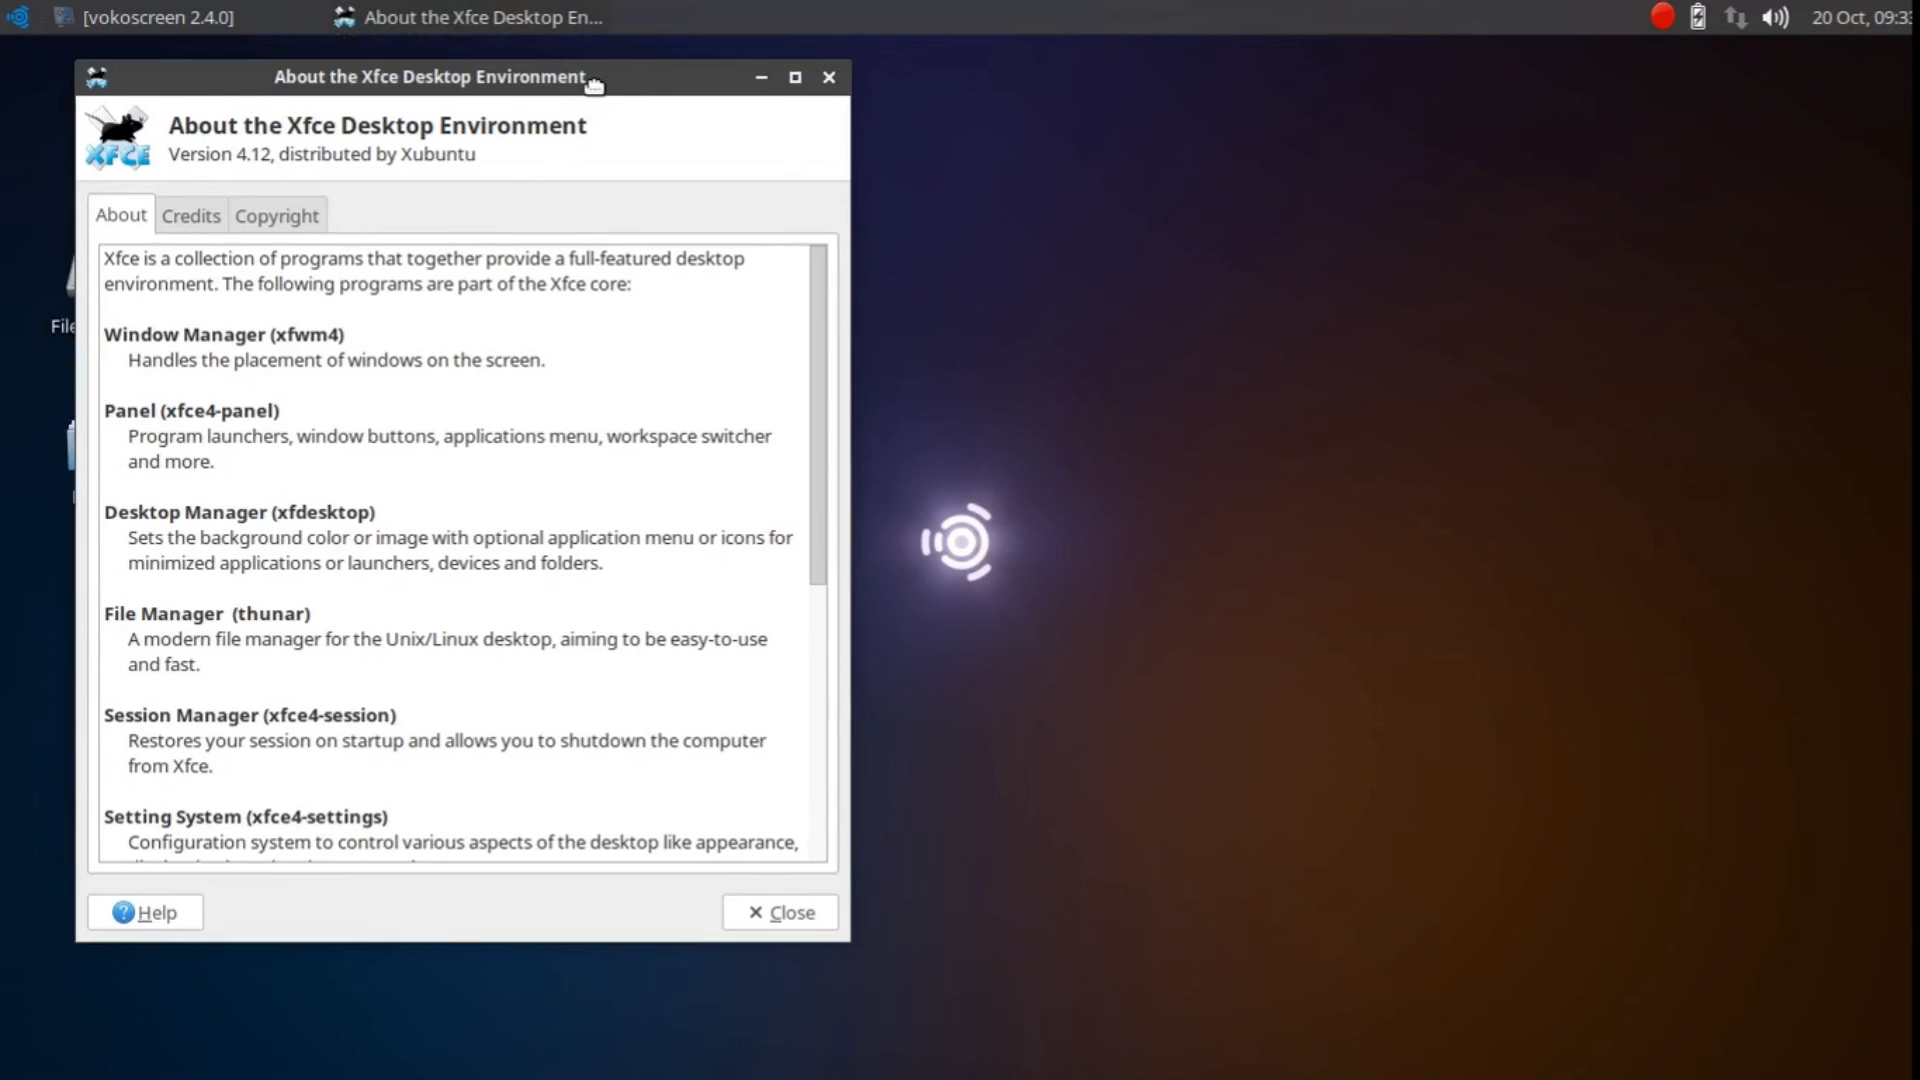 [vokoscreen 2.4.0]
About the Xfce Desktop En...
20 Oct, 09:33
About the Xfce Desktop Environment
XFCE
About the Xfce Desktop Environment
Version 4.12, distributed by Xubuntu
About
Credits
Copyright
Xfce is a collection of programs that together provide a full-featured desktop
environment. The following programs are part of the Xfce core:
Window Manager (xfwm4)
Handles the placement of windows on the screen.
Panel (xfce4-panel)
Program launchers, window buttons, applications menu, workspace switcher
and more.
Desktop Manager (xfdesktop)
Sets the background color or image with optional application menu or icons for
minimized applications or launchers, devices and folders.
File Manager (thunar)
A modern file manager for the Unix/Linux desktop, aiming to be easy-to-use
and fast.
Session Manager (xfce4-session)
Restores your session on startup and allows you to shutdown the computer
from Xfce.
Setting System (xfce4-settings)
Configuration system to control various aspects of the desktop like appearance,
Help
Close